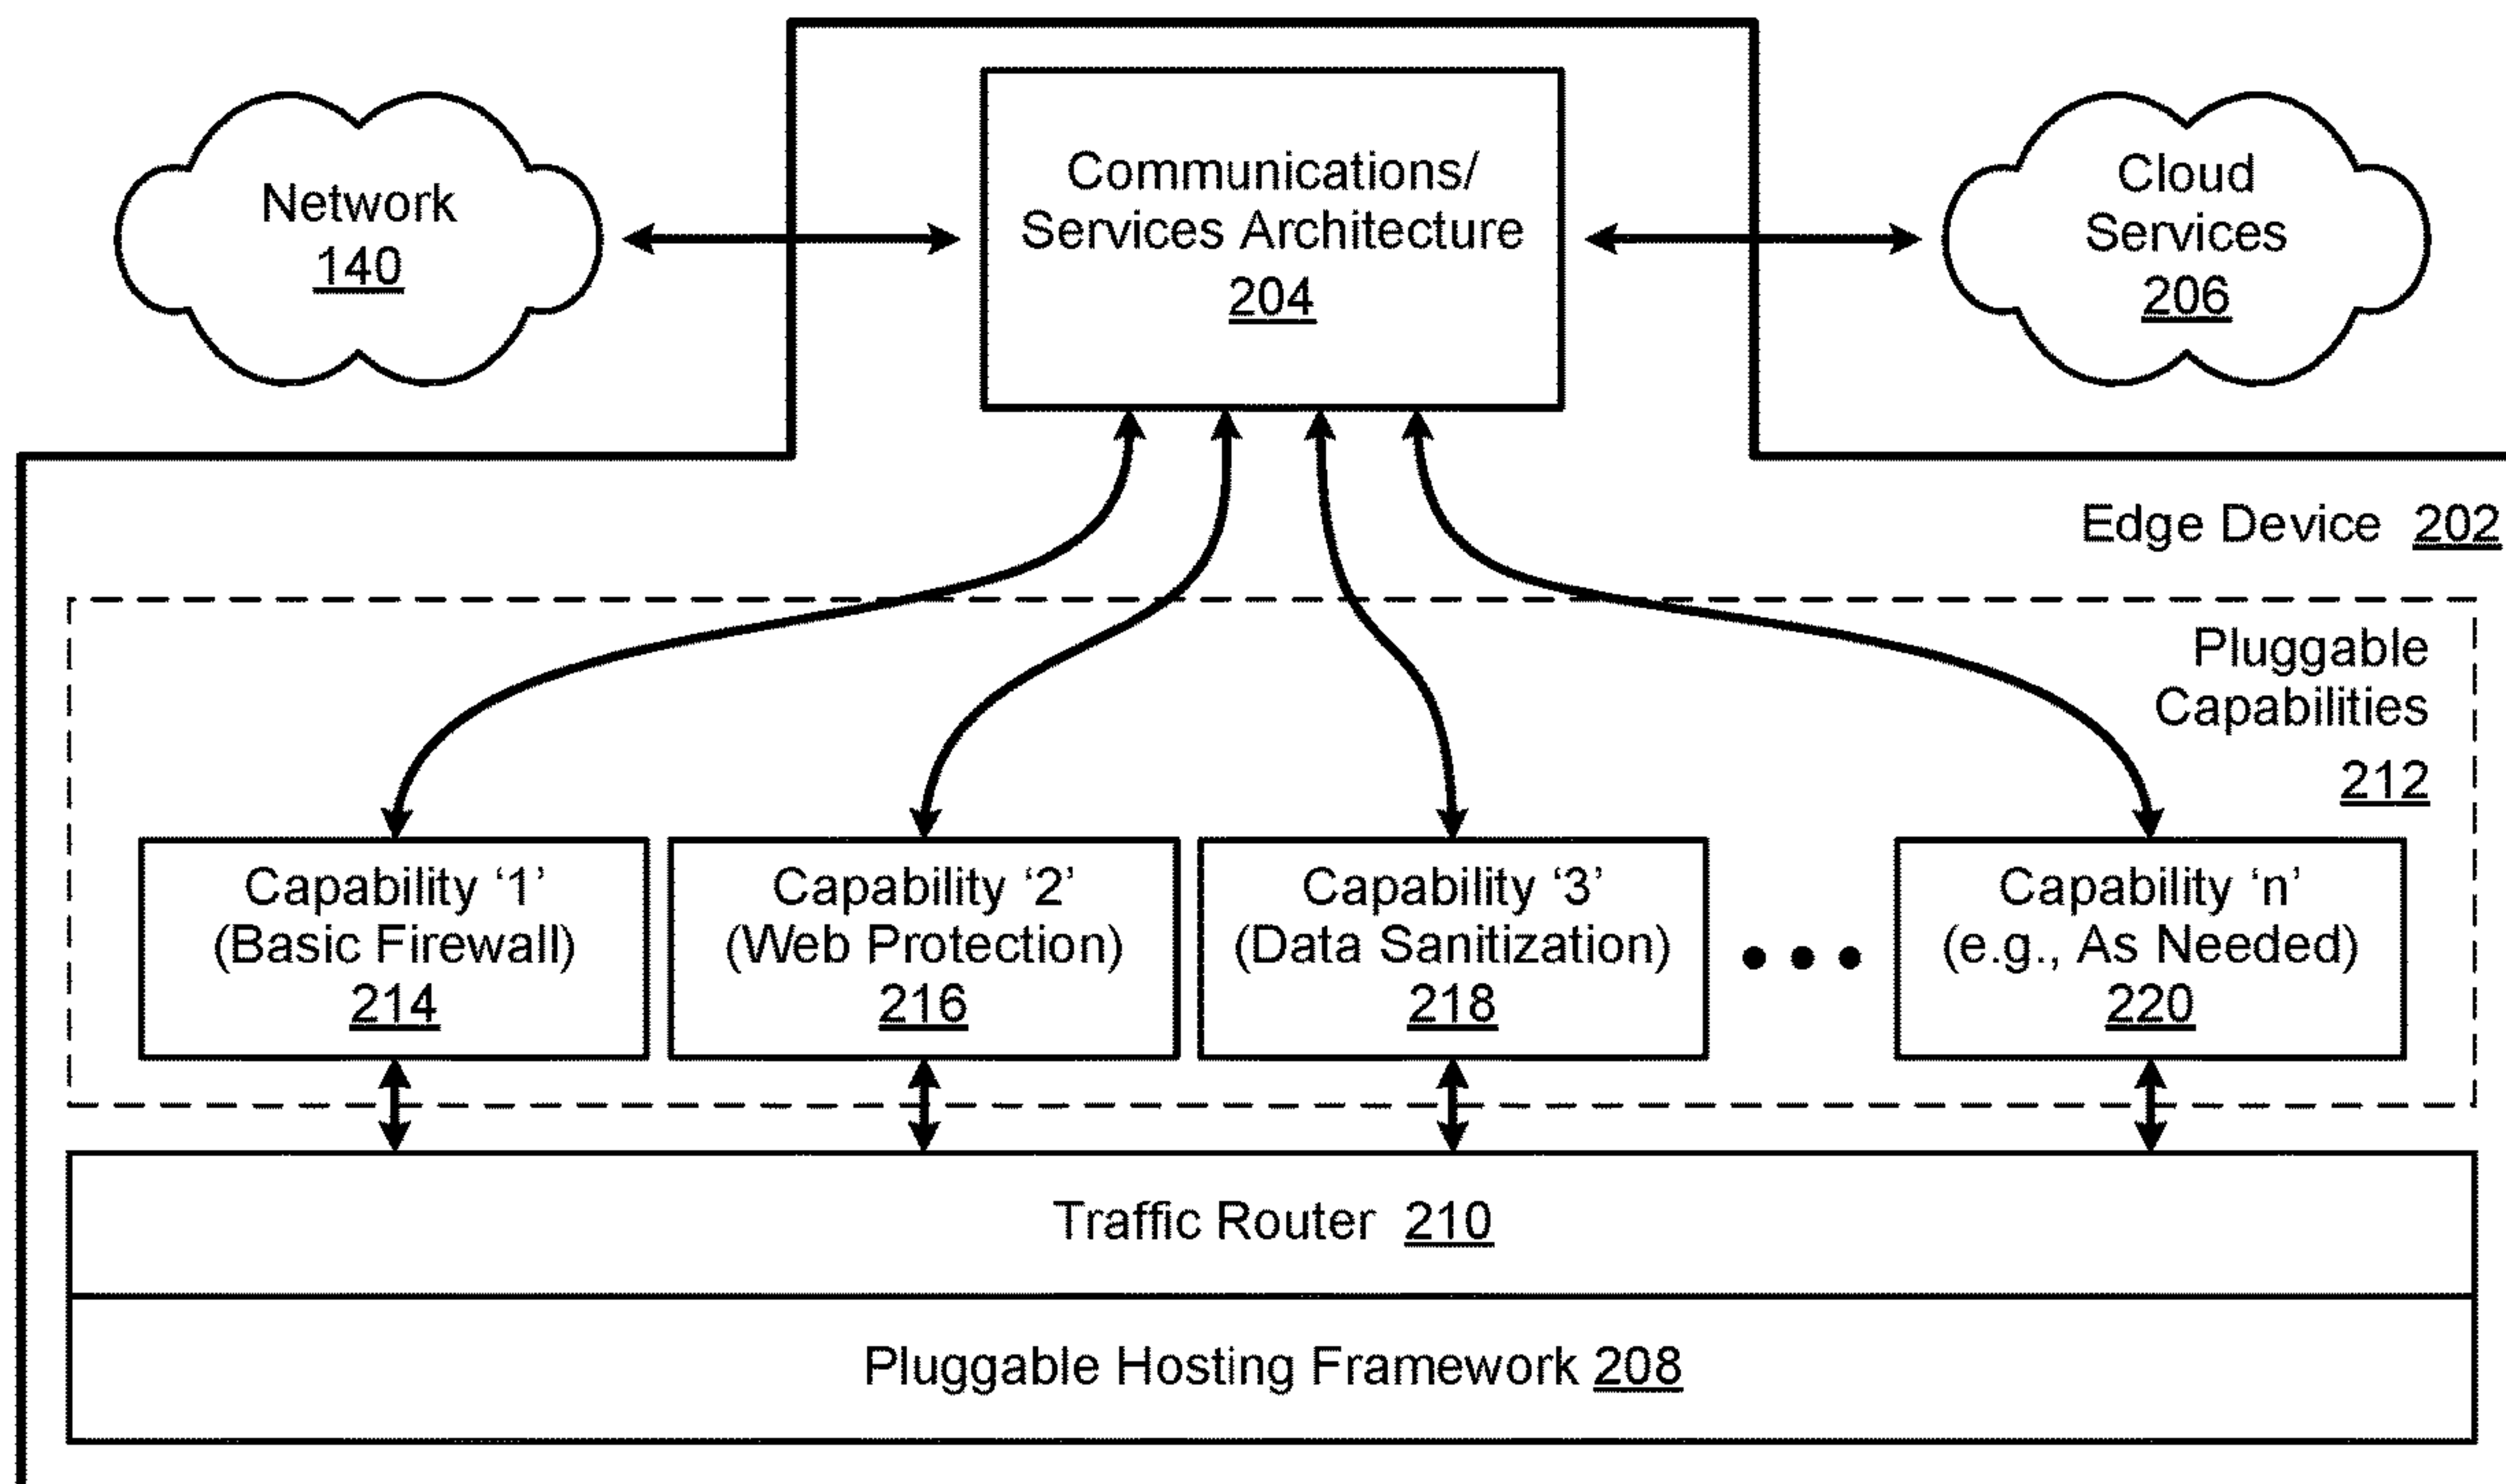 Network
140
Communications/
Services Architecture
204
Cloud
Services
206
Edge Device 202
Pluggable
Capabilities
212
Capability ‘1’
(Basic Firewall)
214
Capability ‘2’
(Web Protection)
216
Capability ‘3’
(Data Sanitization)
218
Capability ‘n’
(e.g., As Needed)
220
Traffic Router 210
Pluggable Hosting Framework 208